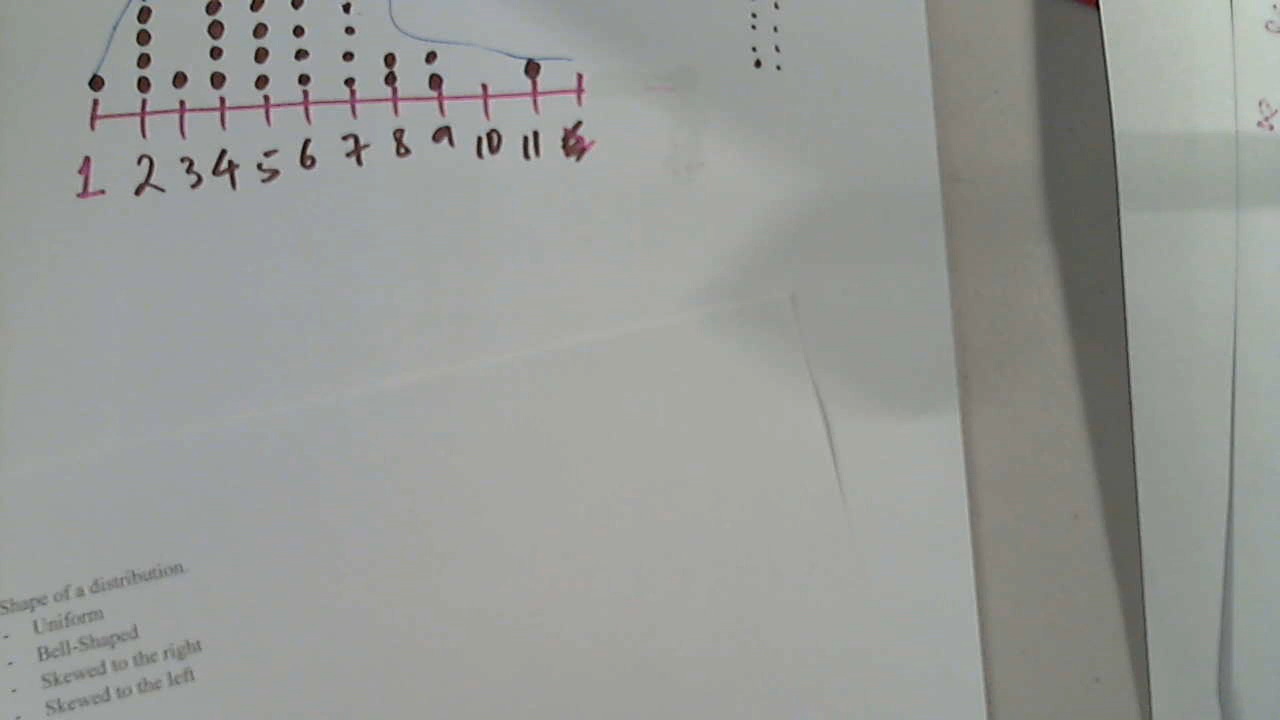 1 2 3 4 5 6 7 8 9 10 11
Shape of a distribution.
- Uniform
- Bell-Shaped
- Skewed to the right
- Skewed to the left